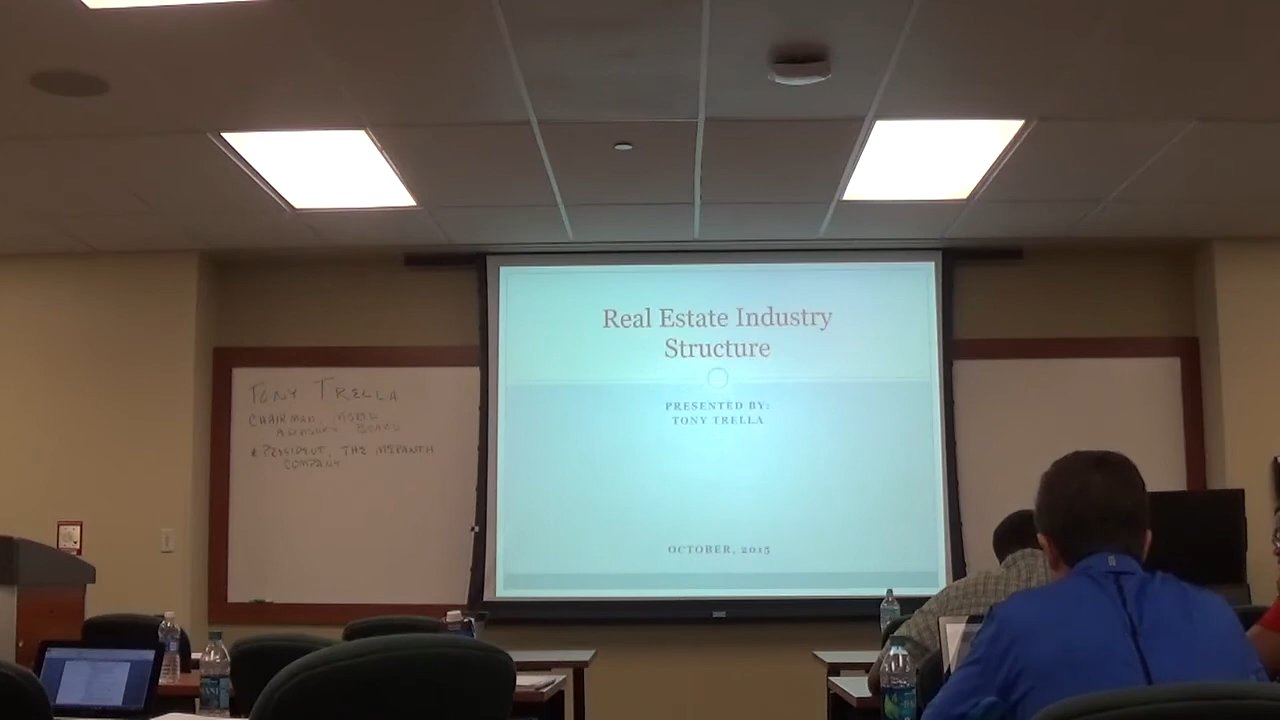 TONY TRELLA
CHAIRMAN,
ADVISORY BOARD
PRESIDENT, THE
COMPANY
Real Estate Industry
Structure
PRESENTED BY:
TONY TRELLA
OCTOBER, 2015